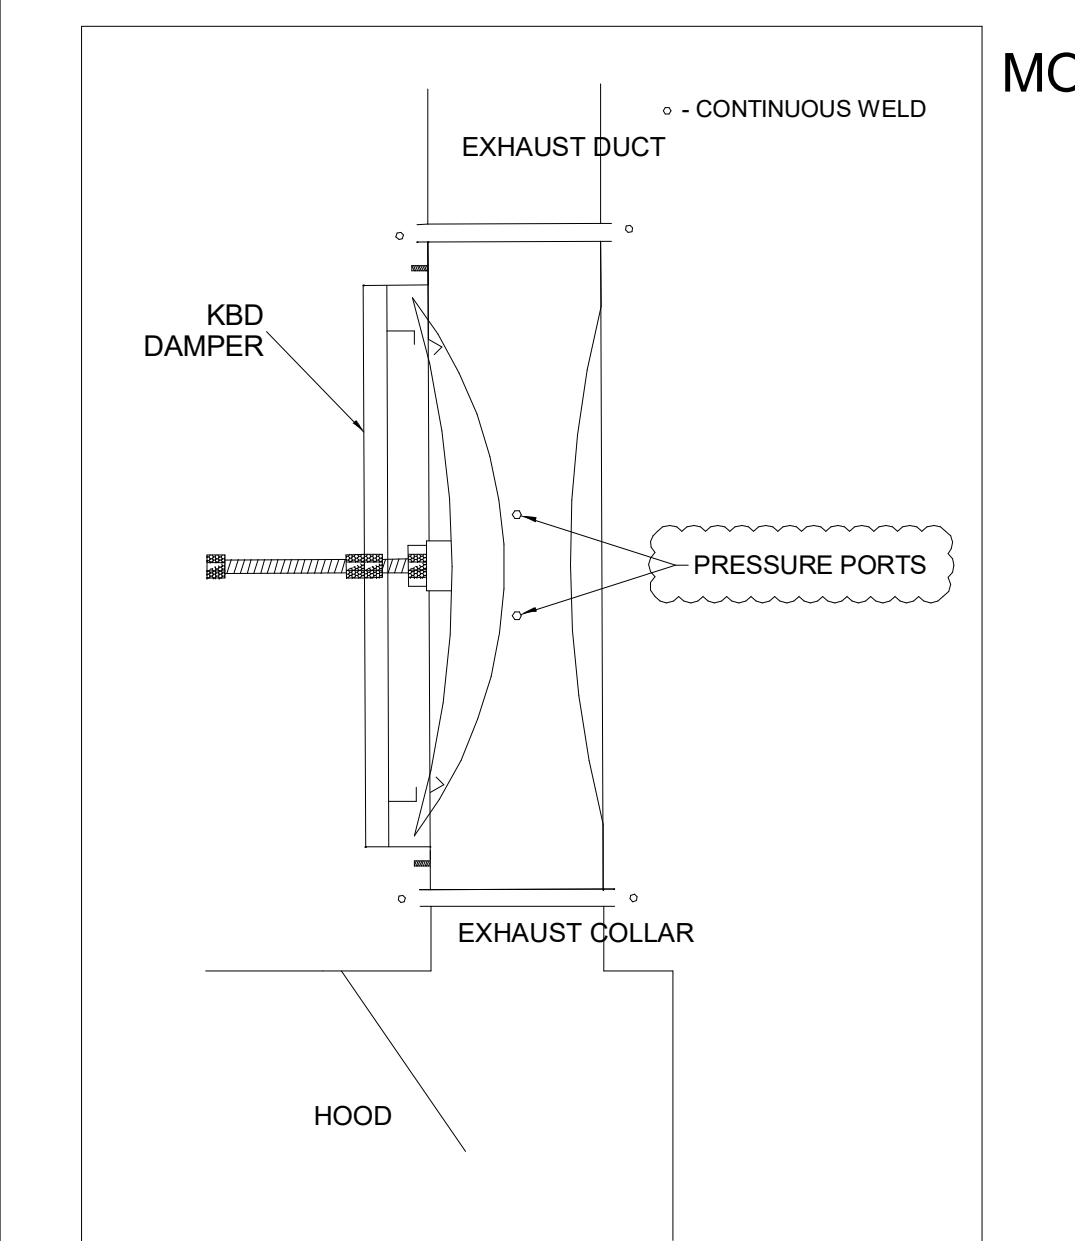 MC
- CONTINUOUS WELD
EXHAUST DUCT
KBD
DAMPER
PRESSURE PORTS
EXHAUST COLLAR
HOOD